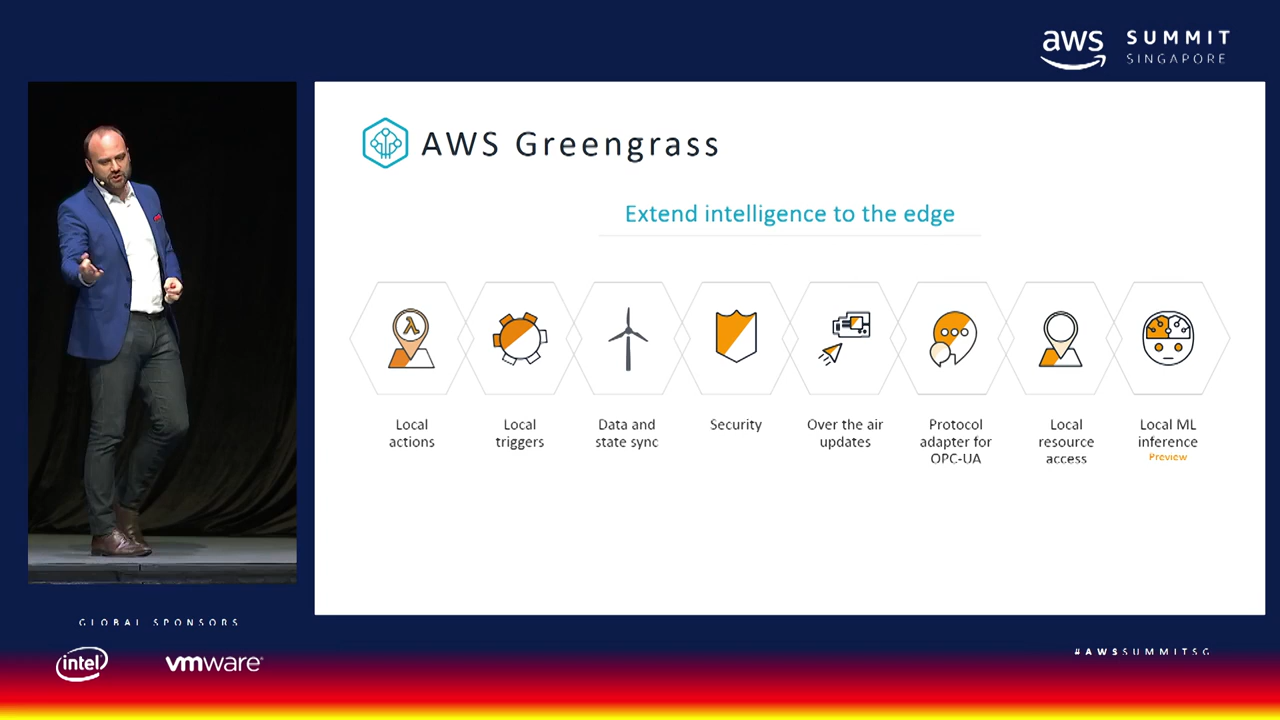 aws SUMMIT
SINGAPORE
AWS Greengrass
Extend intelligence to the edge
λ
Local
actions
Local
triggers
Data and
state sync
Security
Over the air
updates
Protocol
adapter for
OPC-UA
Local
resource
access
Local ML
inference
Preview
GLOBAL SPONSORS
intel
vmware
#AWSSUMMITSG